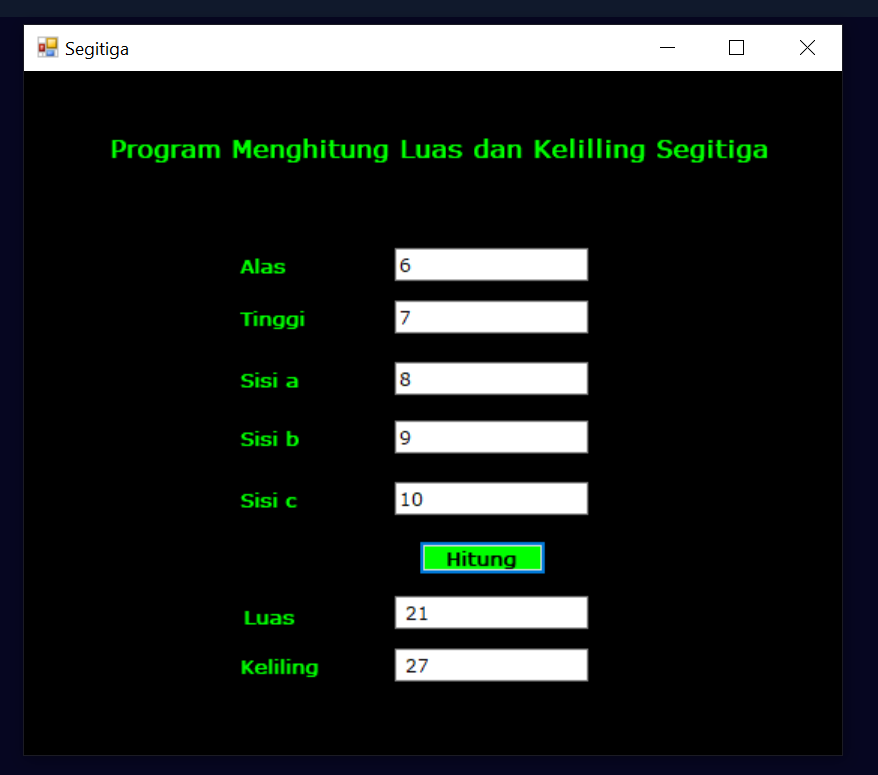 Segitiga
Program Menghitung Luas dan Kelilling Segitiga
Alas 6
Tinggi 7
Sisi a 8
Sisi b 9
Sisi c 10
Hitung
Luas 21
Keliling 27